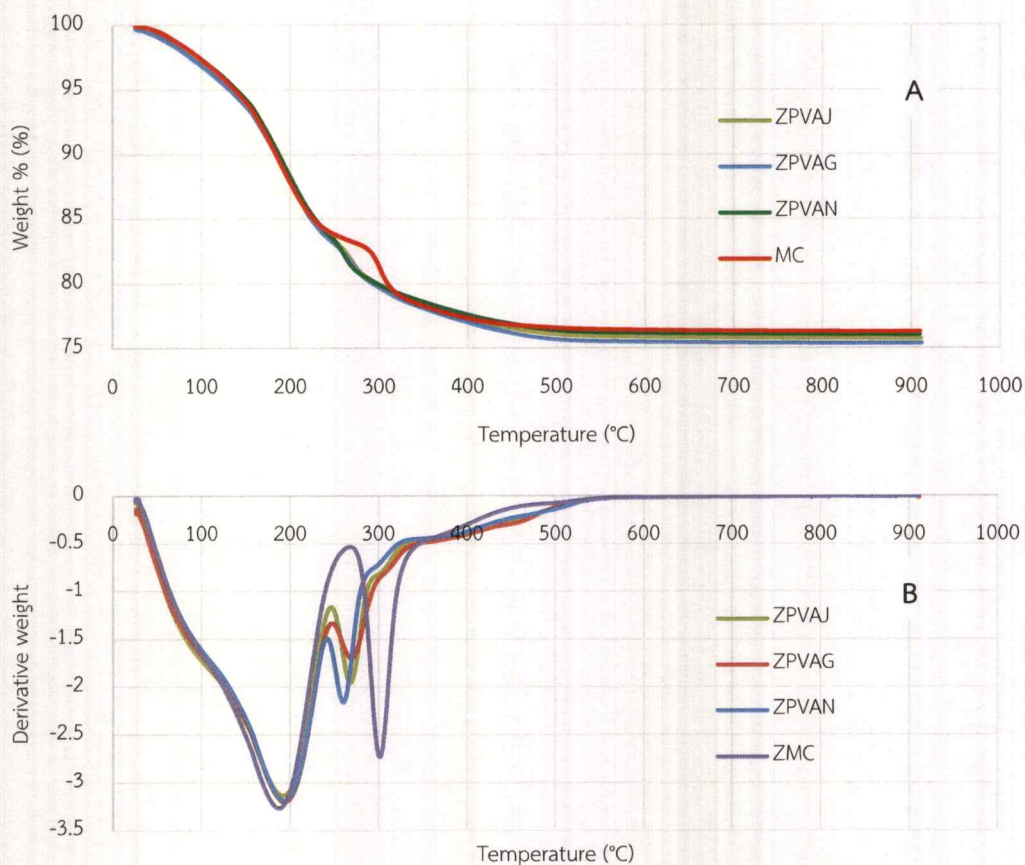 A
Weight % (%)
100
95
90
85
80
75
ZPVAJ
ZPVAG
ZPVAN
MC
0 100 200 300 400 500 600 700 800 900 1000
Temperature (°C)
B
Derivative weight
0
-0.5
-1
-1.5
-2
-2.5
-3
-3.5
0 100 200 300 400 500 600 700 800 900 1000
ZPVAJ
ZPVAG
ZPVAN
ZMC
Temperature (°C)